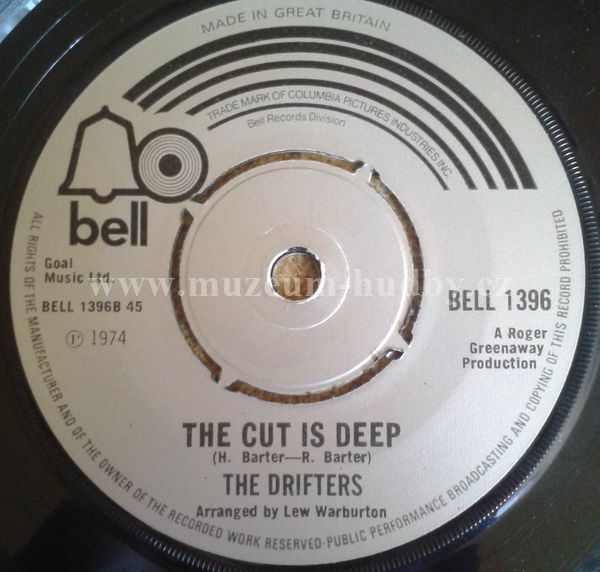 MADE IN GREAT BRITAIN
TRADE MARK OF COLUMBIA PICTURES INDUSTRIES INC.
Bell Records Division
bell
Goal
Music Ltd.
BELL 1396B 45
Ⓟ 1974
www.muzeum-hudby.cz
BELL 1396
A Roger
Greenaway
Production
THE CUT IS DEEP
(H. Barter—R. Barter)
THE DRIFTERS
Arranged by Lew Warburton
ALL RIGHTS OF THE MANUFACTURER AND OF THE OWNER OF THE RECORDED WORK RESERVED·PUBLIC PERFORMANCE BROADCASTING AND COPYING OF THIS RECORD PROHIBITED